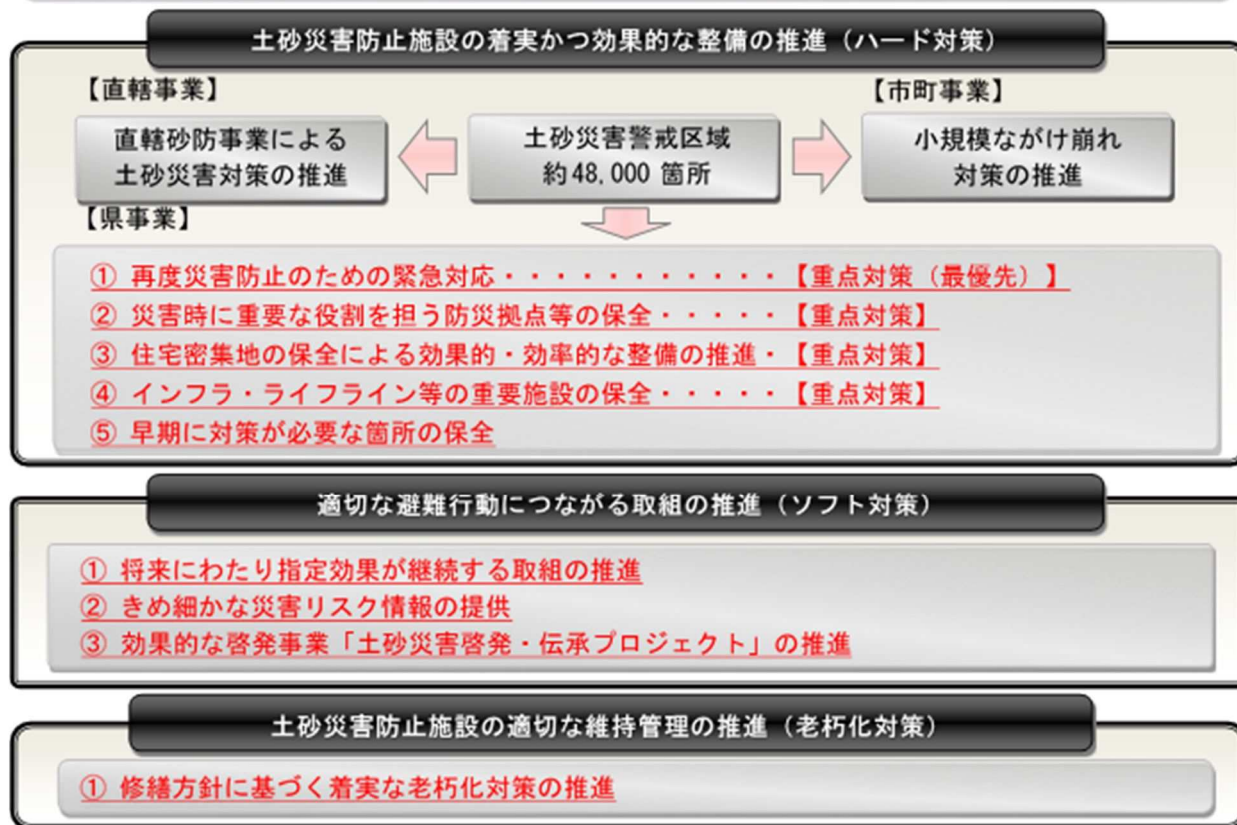 土砂災害防止施設の着実かつ効果的な整備の推進（ハード対策）
【直轄事業】
【市町事業】
直轄砂防事業による
土砂災害対策の推進
土砂災害警戒区域
約48,000 箇所
小規模ながけ崩れ
対策の推進
【県事業】
① 再度災害防止のための緊急対応・・・・・・・・・・・【重点対策（最優先）】
② 災害時に重要な役割を担う防災拠点等の保全・・・・・【重点対策】
③ 住宅密集地の保全による効果的・効率的な整備の推進・【重点対策】
④ インフラ・ライフライン等の重要施設の保全・・・・・【重点対策】
⑤ 早期に対策が必要な箇所の保全
適切な避難行動につながる取組の推進（ソフト対策）
① 将来にわたり指定効果が継続する取組の推進
② きめ細かな災害リスク情報の提供
③ 効果的な啓発事業「土砂災害啓発・伝承プロジェクト」の推進
土砂災害防止施設の適切な維持管理の推進（老朽化対策）
① 修繕方針に基づく着実な老朽化対策の推進